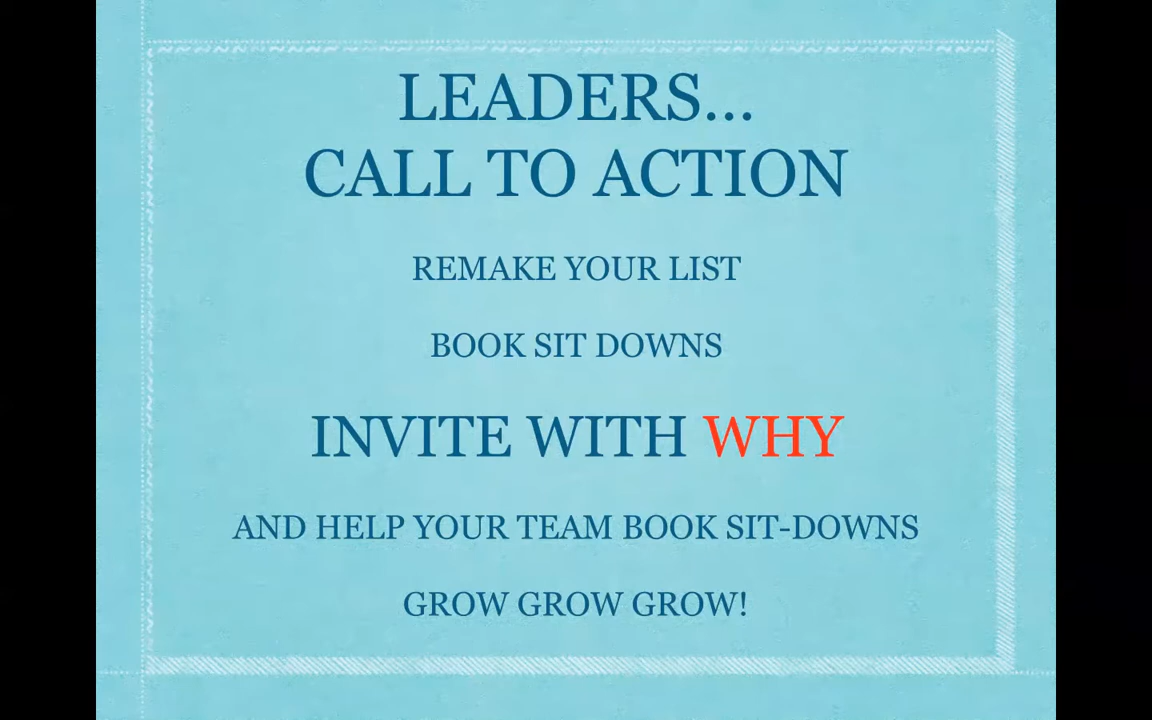 LEADERS...
CALL TO ACTION
REMAKE YOUR LIST
BOOK SIT DOWNS
INVITE WITH WHY
AND HELP YOUR TEAM BOOK SIT-DOWNS
GROW GROW GROW!